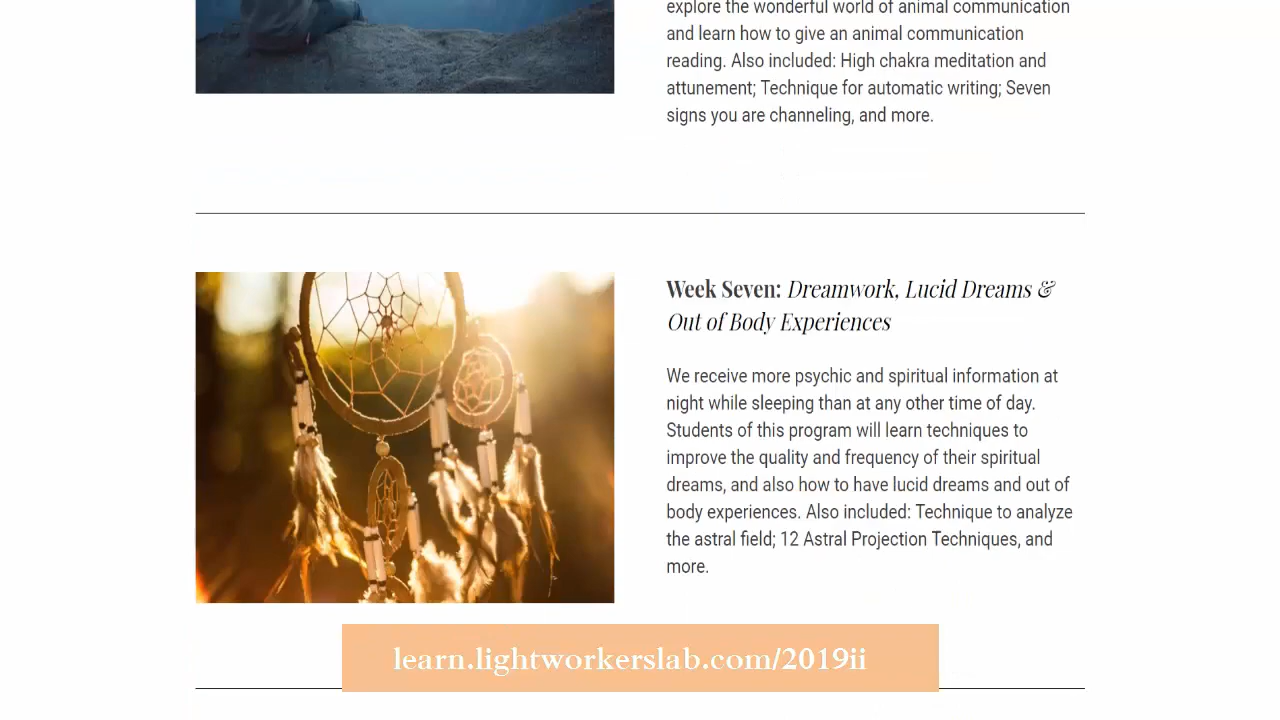 explore the wonderful world of animal communication
and learn how to give an animal communication
reading. Also included: High chakra meditation and
attunement; Technique for automatic writing; Seven
signs you are channeling, and more.
Week Seven: Dreamwork, Lucid Dreams &
Out of Body Experiences
We receive more psychic and spiritual information at
night while sleeping than at any other time of day.
Students of this program will learn techniques to
improve the quality and frequency of their spiritual
dreams, and also how to have lucid dreams and out of
body experiences. Also included: Technique to analyze
the astral field; 12 Astral Projection Techniques, and
more.
learn.lightworkerslab.com/2019ii